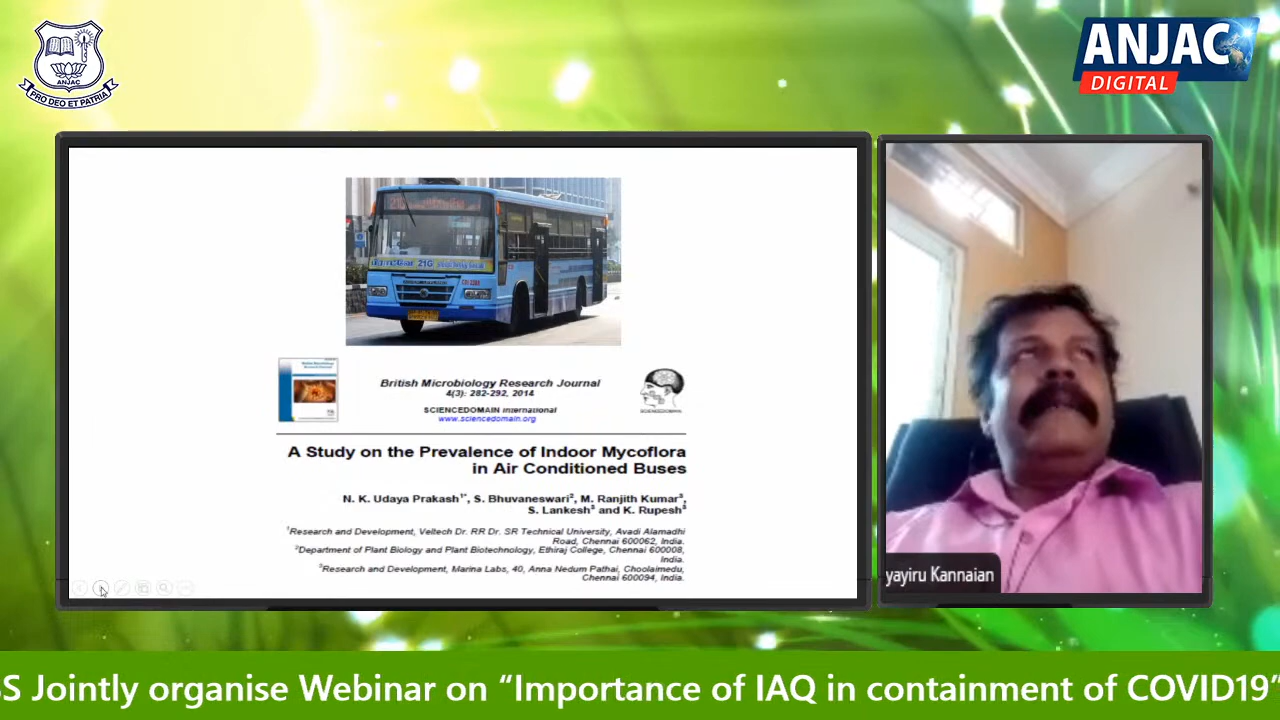 ANJAC
PRO DEO ET PATRIA
ANJAC
DIGITAL
21G
British Microbiology Research Journal
4(3): 282-292, 2014
SCIENCEDOMAIN international
www.sciencedomain.org
SCIENCEDOMAIN
A Study on the Prevalence of Indoor Mycoflora
in Air Conditioned Buses
N. K. Udaya Prakash1*, S. Bhuvaneswari2, M. Ranjith Kumar3,
S. Lankesh3 and K. Rupesh3
1Research and Development, Veltech Dr. RR Dr. SR Technical University, Avadi Alamadhi
Road, Chennai 600062, India.
2Department of Plant Biology and Plant Biotechnology, Ethiraj College, Chennai 600008,
India.
3Research and Development, Marina Labs, 40, Anna Nedum Pathai, Choolaimedu,
Chennai 600094, India.
yayiru Kannaian
SS Jointly organise Webinar on “Importance of IAQ in containment of COVID19”